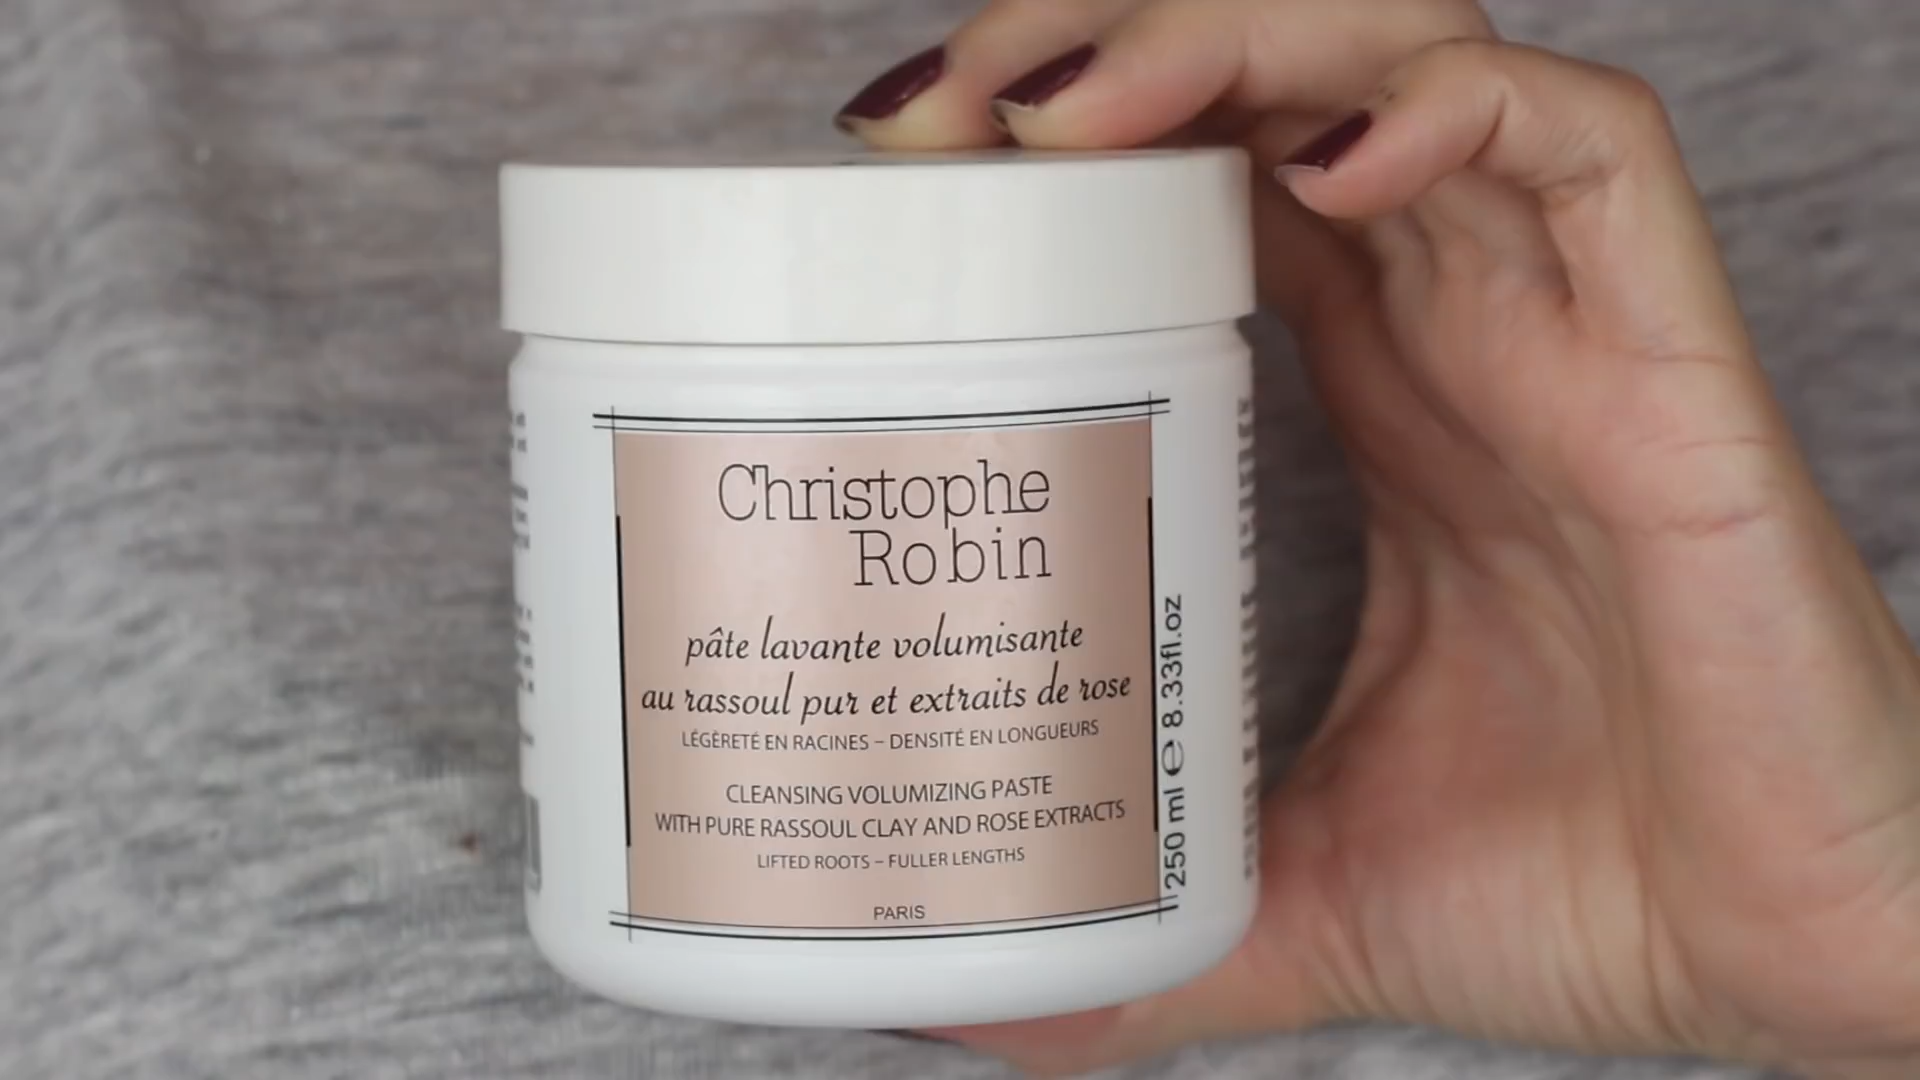 Christophe
Robin
pâte lavante volumisante
au rassoul pur et extraits de rose
LÉGÈRETÉ EN RACINES – DENSITÉ EN LONGUEURS
CLEANSING VOLUMIZING PASTE
WITH PURE RASSOUL CLAY AND ROSE EXTRACTS
LIFTED ROOTS – FULLER LENGTHS
PARIS
250 ml ℮ 8.33fl.oz